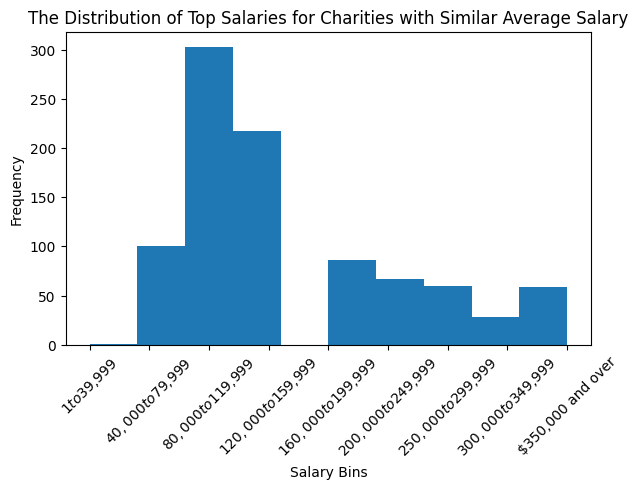 The Distribution of Top Salaries for Charities with Similar Average Salary
300
250
200
150
100
50
0
Frequency
1to39,999
40,000to79,999
80,000to119,999
120,000to159,999
160,000to199,999
200,000to249,999
250,000to299,999
300,000to349,999
$350,000 and over
Salary Bins